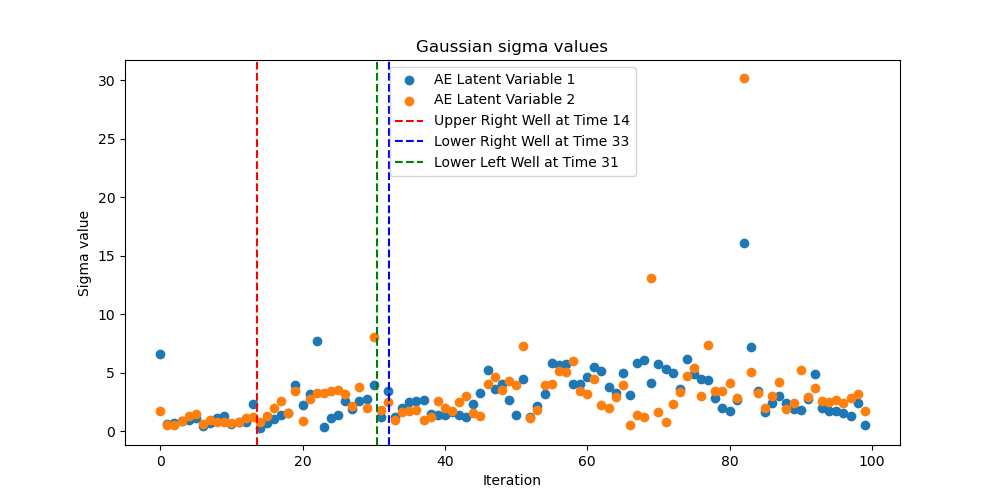 Gaussian sigma values
AE Latent Variable 1
AE Latent Variable 2
Upper Right Well at Time 14
Lower Right Well at Time 33
Lower Left Well at Time 31
Sigma value
30
25
20
15
10
5
0
0 20 40 60 80 100
Iteration